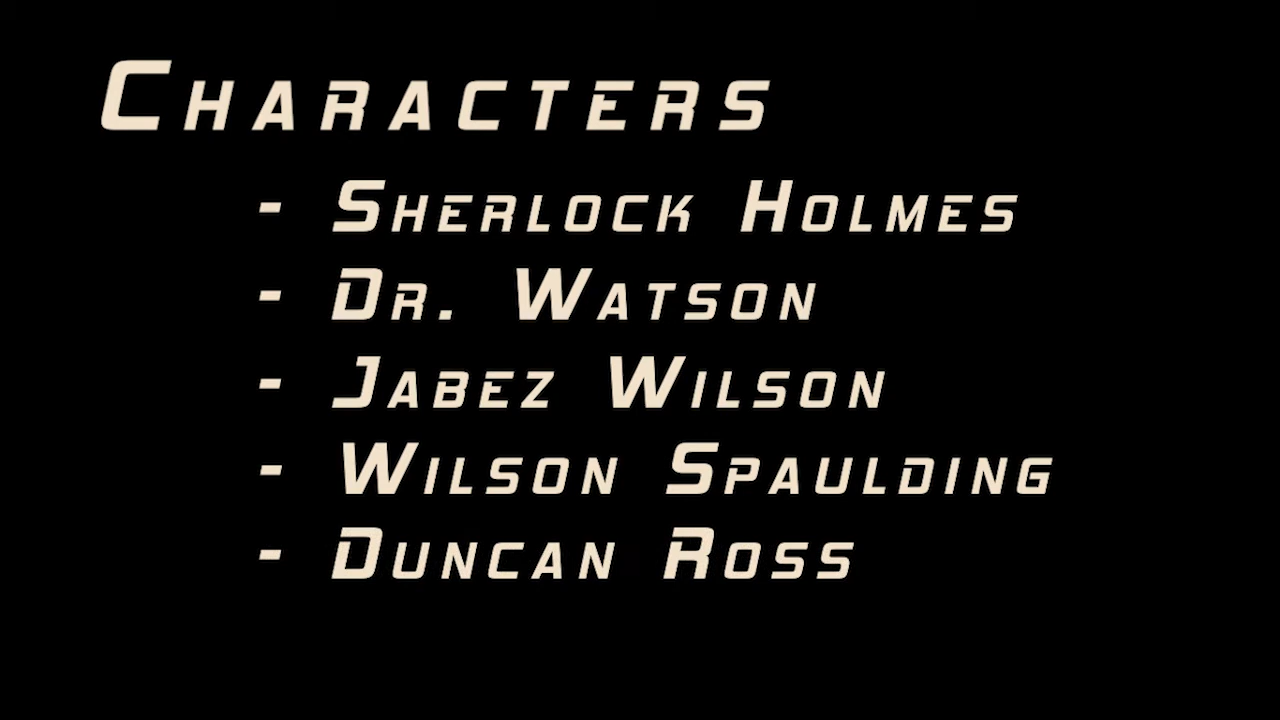 Characters
- Sherlock Holmes
- Dr. Watson
- Jabez Wilson
- Wilson Spaulding
- Duncan Ross